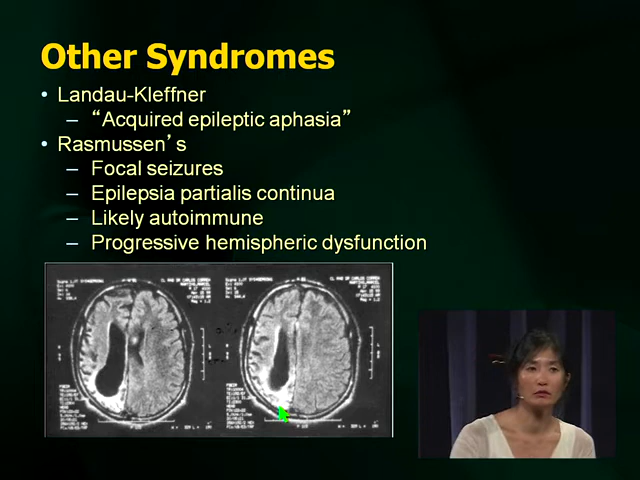 Other Syndromes
• Landau-Kleffner
– “Acquired epileptic aphasia”
• Rasmussen’s
– Focal seizures
– Epilepsia partialis continua
– Likely autoimmune
– Progressive hemispheric dysfunction